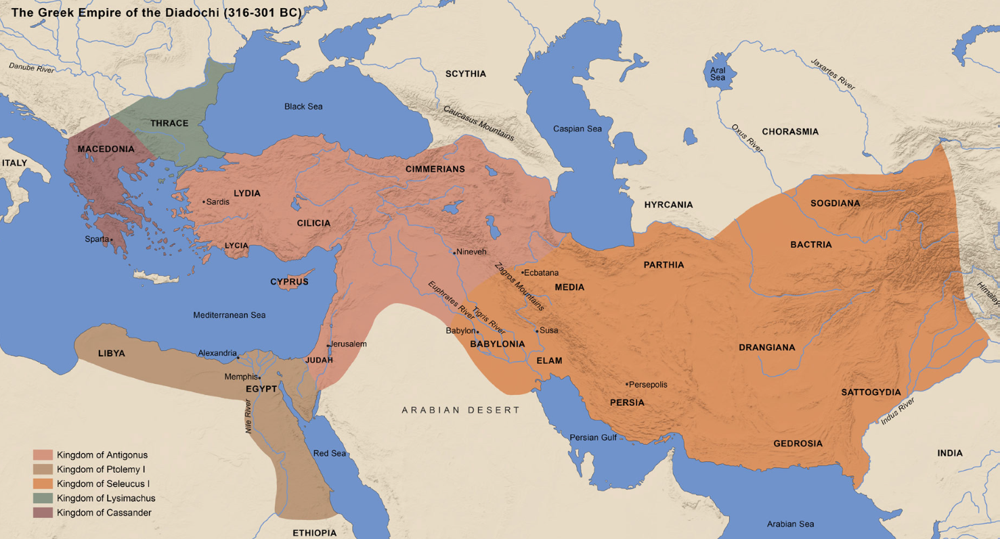 The Greek Empire of the Diadochi (316-301 BC)
Danube River
SCYTHIA
Aral
Sea
Jaxartes River
Black Sea
Caucasus Mountains
THRACE
Caspian Sea
Oxus River
CHORASMIA
MACEDONIA
ITALY
CIMMERIANS
LYDIA
Sardis
HYRCANIA
SOGDIANA
CILICIA
Sparta
LYCIA
BACTRIA
Nineveh
PARTHIA
Zagros Mountains
Ecbatana
CYPRUS
MEDIA
Himalay
Euphrates River
Mediterranean Sea
Tigris River
Babylon
Susa
BABYLONIA
Jerusalem
LIBYA
Alexandria
JUDAH
ELAM
DRANGIANA
Memphis
EGYPT
Persepolis
PERSIA
SATTOGYDIA
ARABIAN DESERT
Nile River
Indus River
Persian Gulf
GEDROSIA
Red Sea
INDIA
Kingdom of Antigonus
Kingdom of Ptolemy I
Kingdom of Seleucus I
Kingdom of Lysimachus
Kingdom of Cassander
Arabian Sea
ETHIOPIA